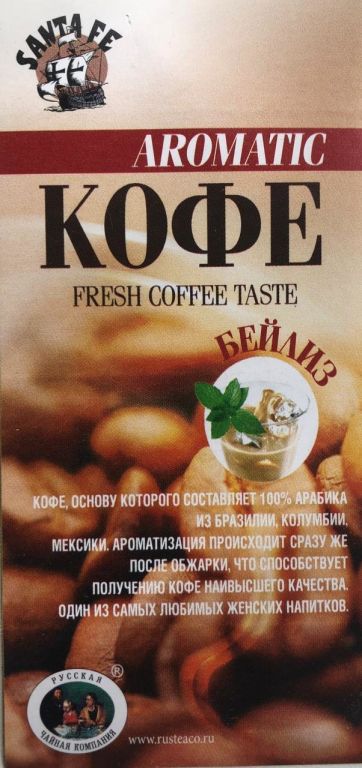 SANTA FE
AROMATIC
КОФЕ
FRESH COFFEE TASTE
БЕЙЛИЗ
КОФЕ, ОСНОВУ КОТОРОГО СОСТАВЛЯЕТ 100% АРАБИКА
ИЗ БРАЗИЛИИ, КОЛУМБИИ,
МЕКСИКИ. АРОМАТИЗАЦИЯ ПРОИСХОДИТ СРАЗУ ЖЕ
ПОСЛЕ ОБЖАРКИ, ЧТО СПОСОБСТВУЕТ
ПОЛУЧЕНИЮ КОФЕ НАИВЫСШЕГО КАЧЕСТВА.
ОДИН ИЗ САМЫХ ЛЮБИМЫХ ЖЕНСКИХ НАПИТКОВ.
РУССКАЯ
ЧАЙНАЯ КОМПАНИЯ
®
www.rusteaco.ru